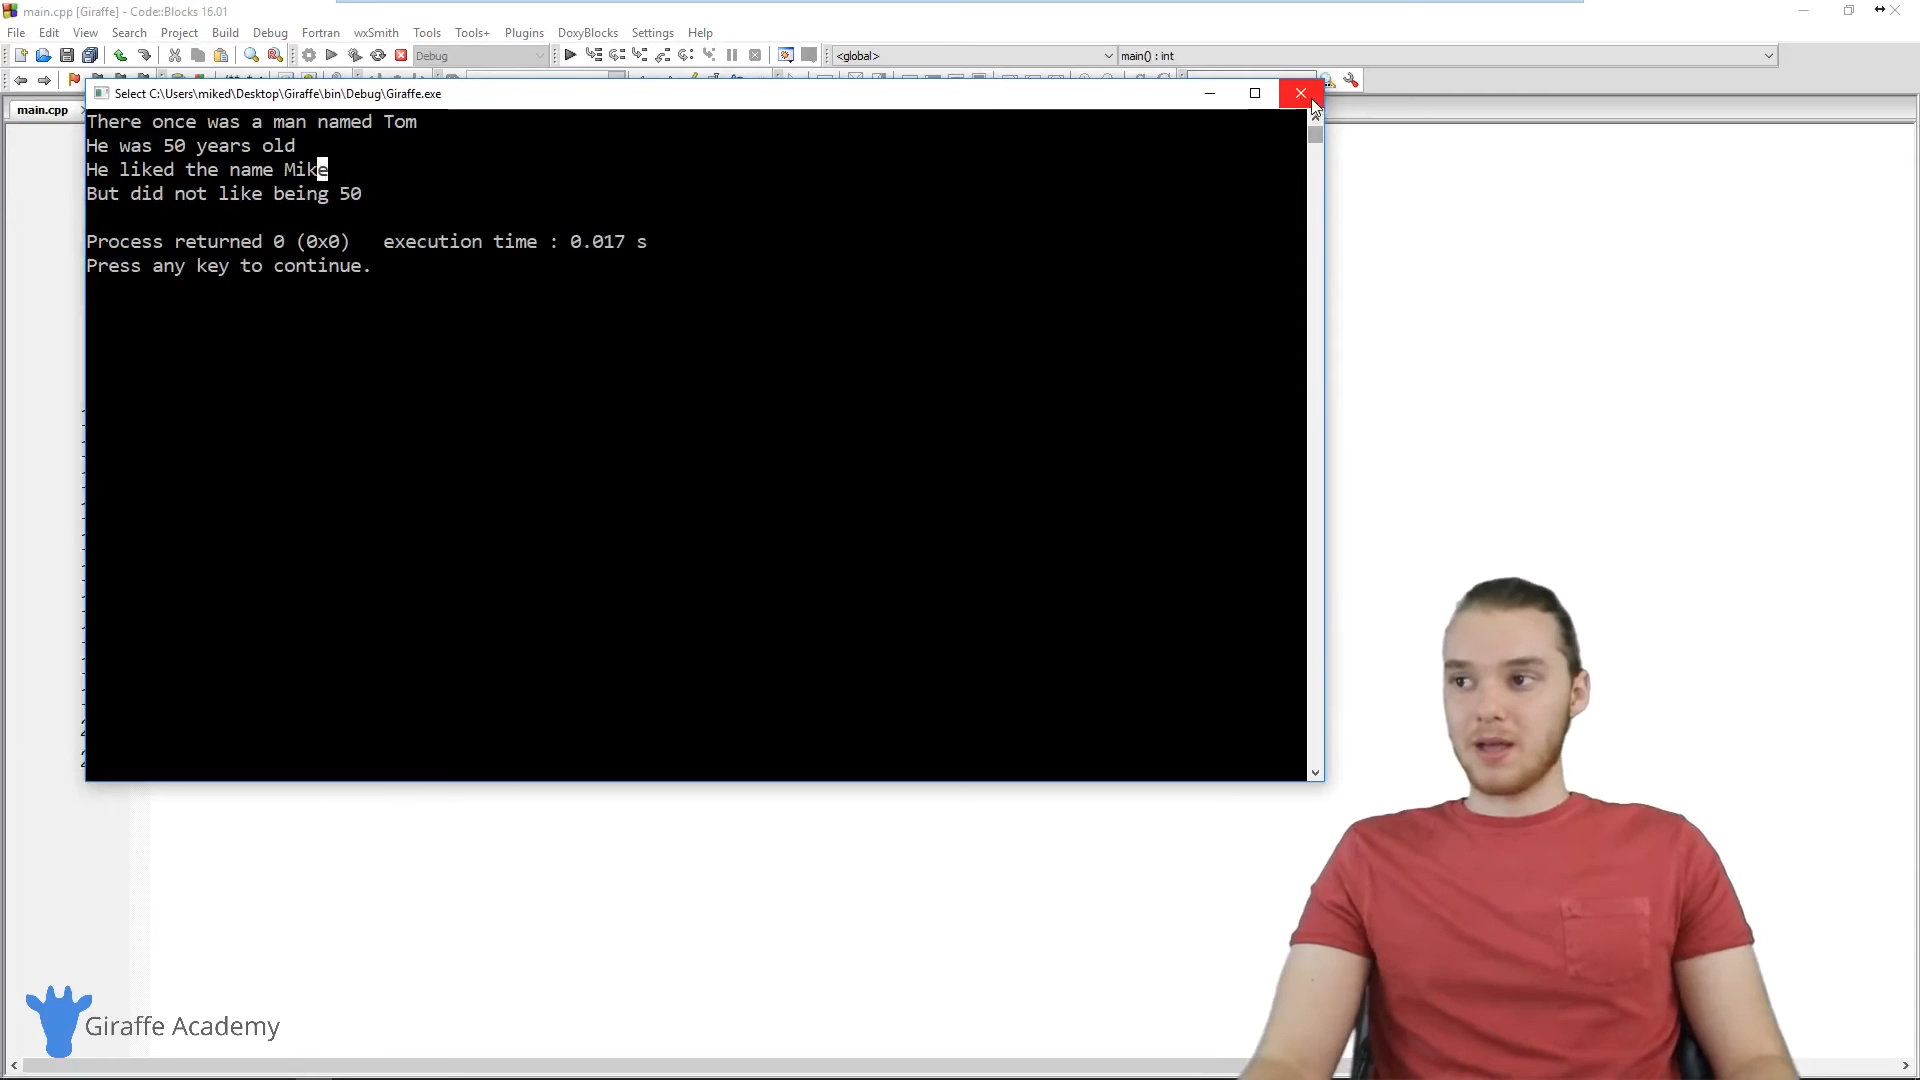 main.cpp [Giraffe] - Code::Blocks 16.01
File Edit View Search Project Build Debug Fortran wxSmith Tools Tools+ Plugins DoxyBlocks Settings Help
Debug <global> main() : int
main.cpp
Select C:\Users\miked\Desktop\Giraffe\bin\Debug\Giraffe.exe
There once was a man named Tom
He was 50 years old
He liked the name Mike
But did not like being 50
Process returned 0 (0x0) execution time : 0.017 s
Press any key to continue.
Giraffe Academy